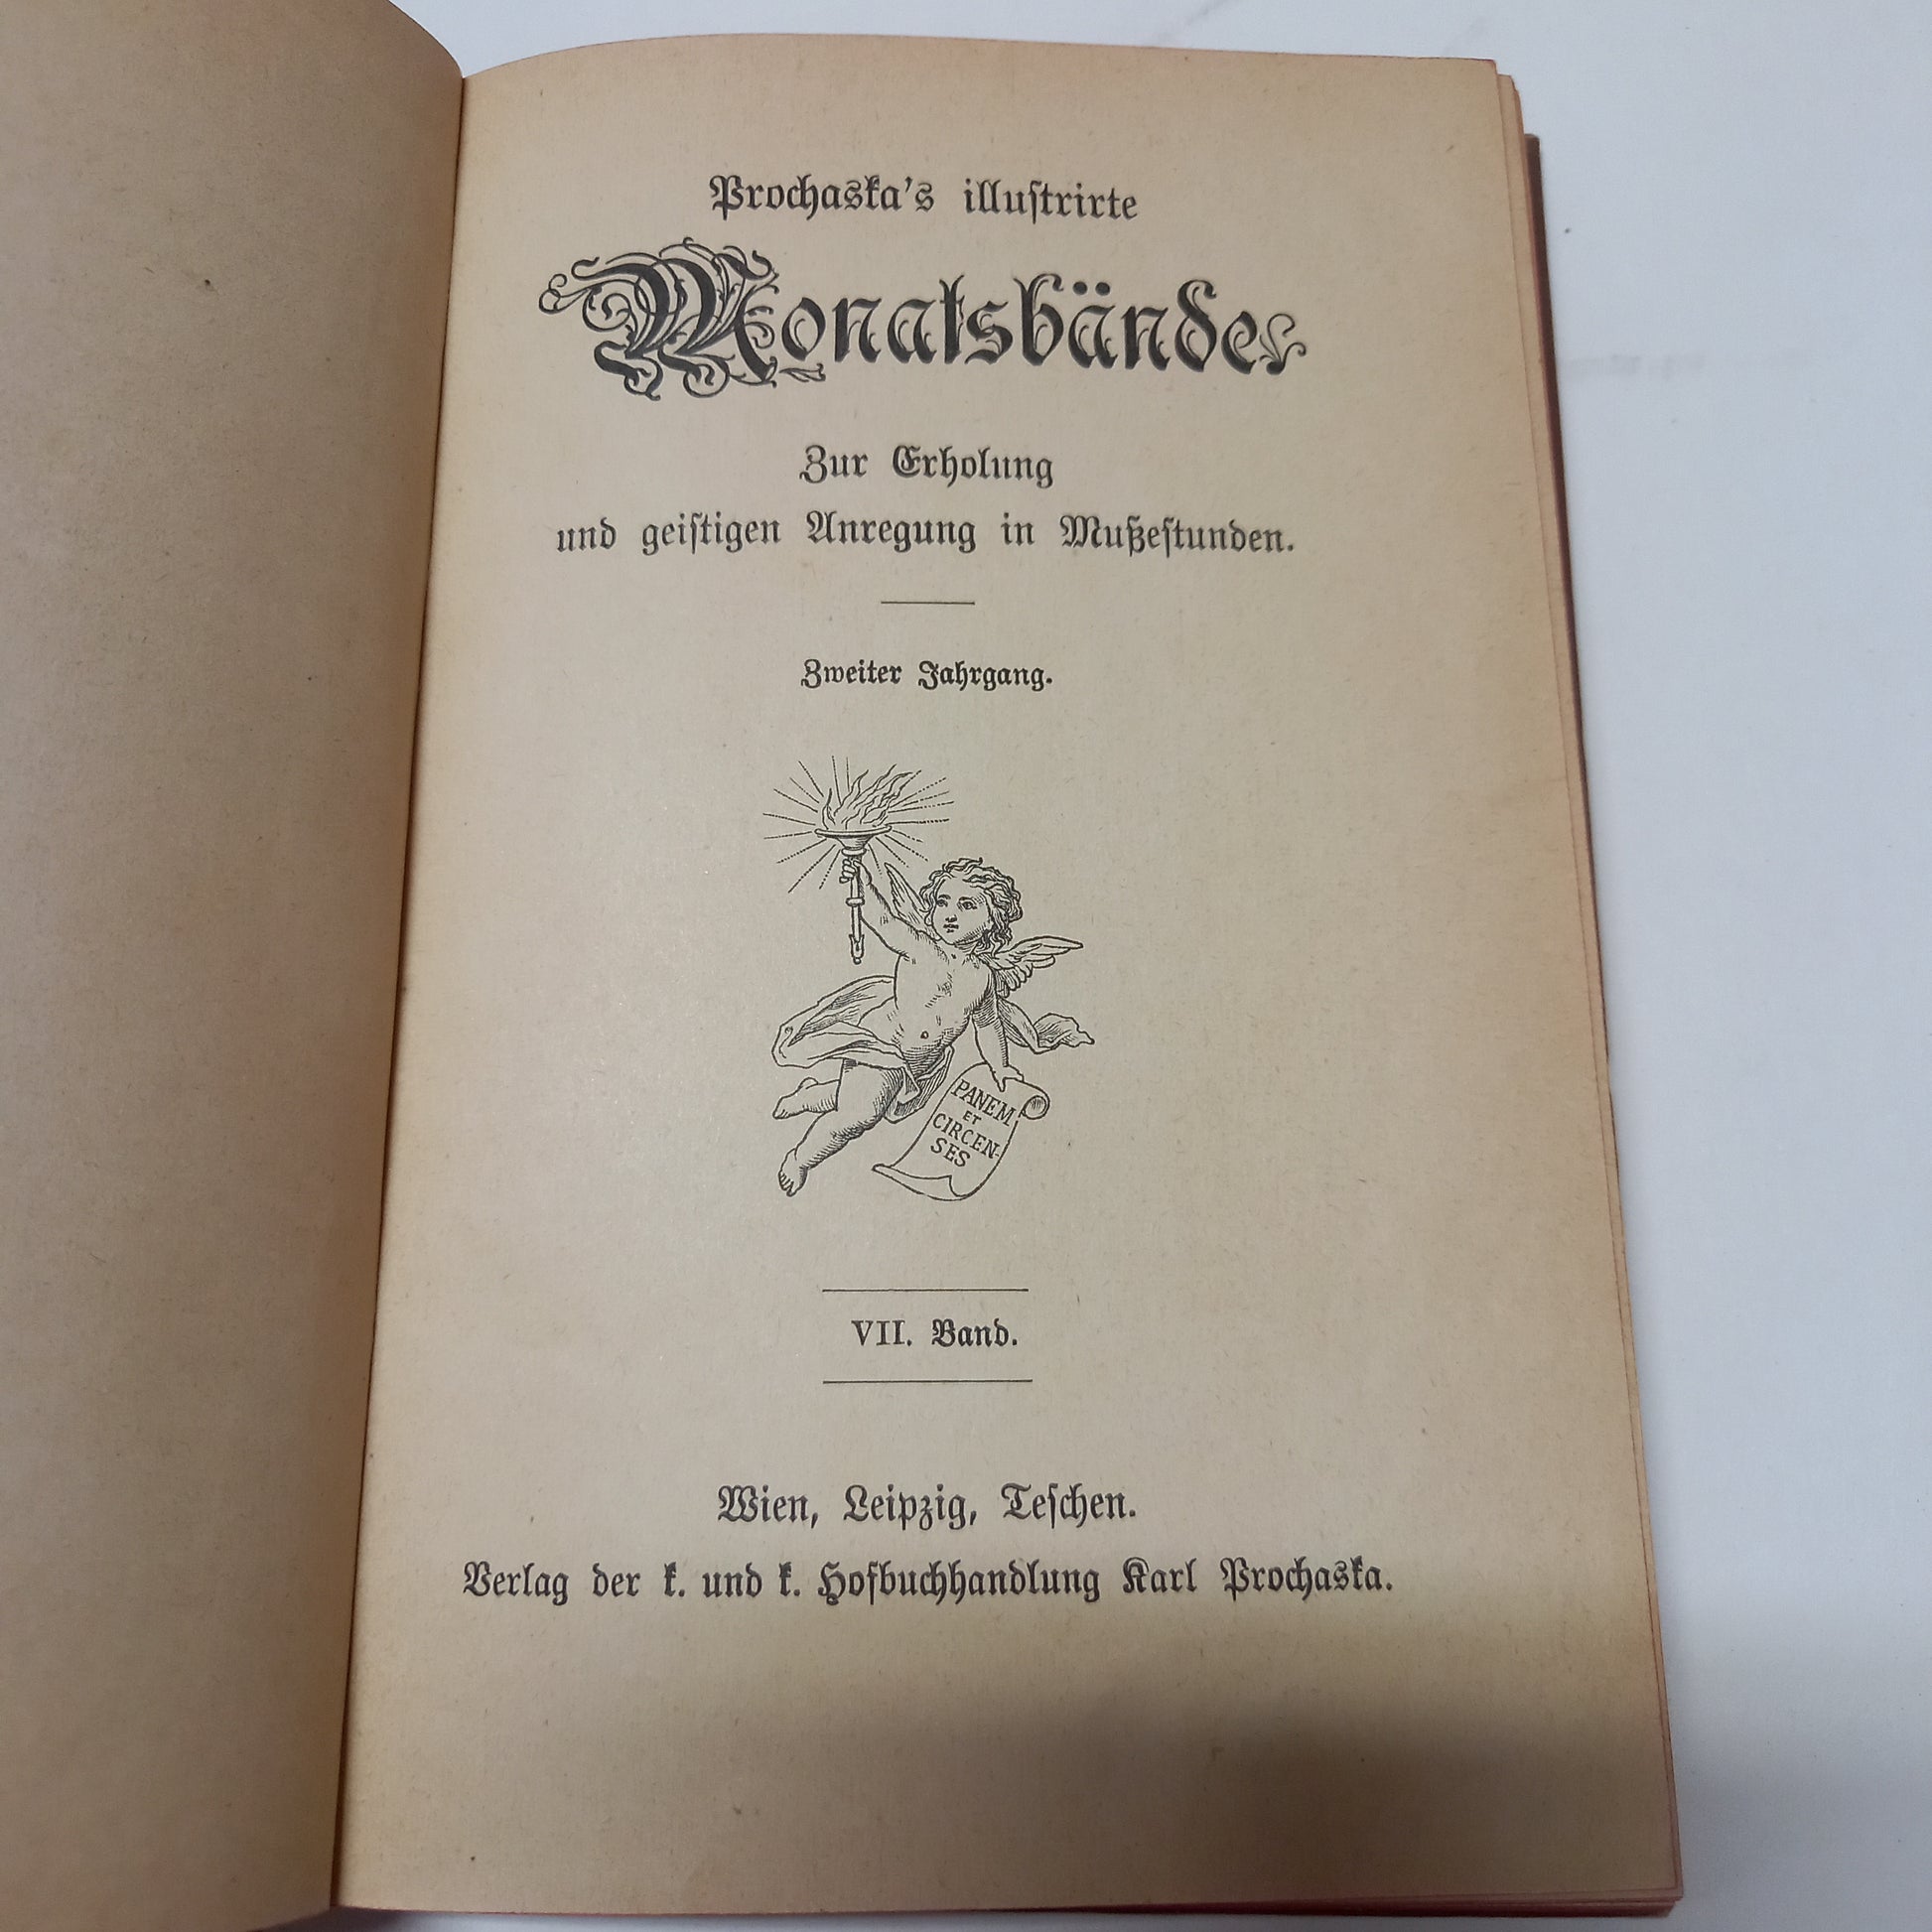 Prochaska's illustrirte
Monatsbände
Zur Erholung
und geistigen Anregung in Mußestunden.
Zweiter Jahrgang.
PANEM
ET
CIRCEN-
SES
VII. Band.
Wien, Leipzig, Teschen.
Verlag der k. und k. Hofbuchhandlung Karl Prochaska.